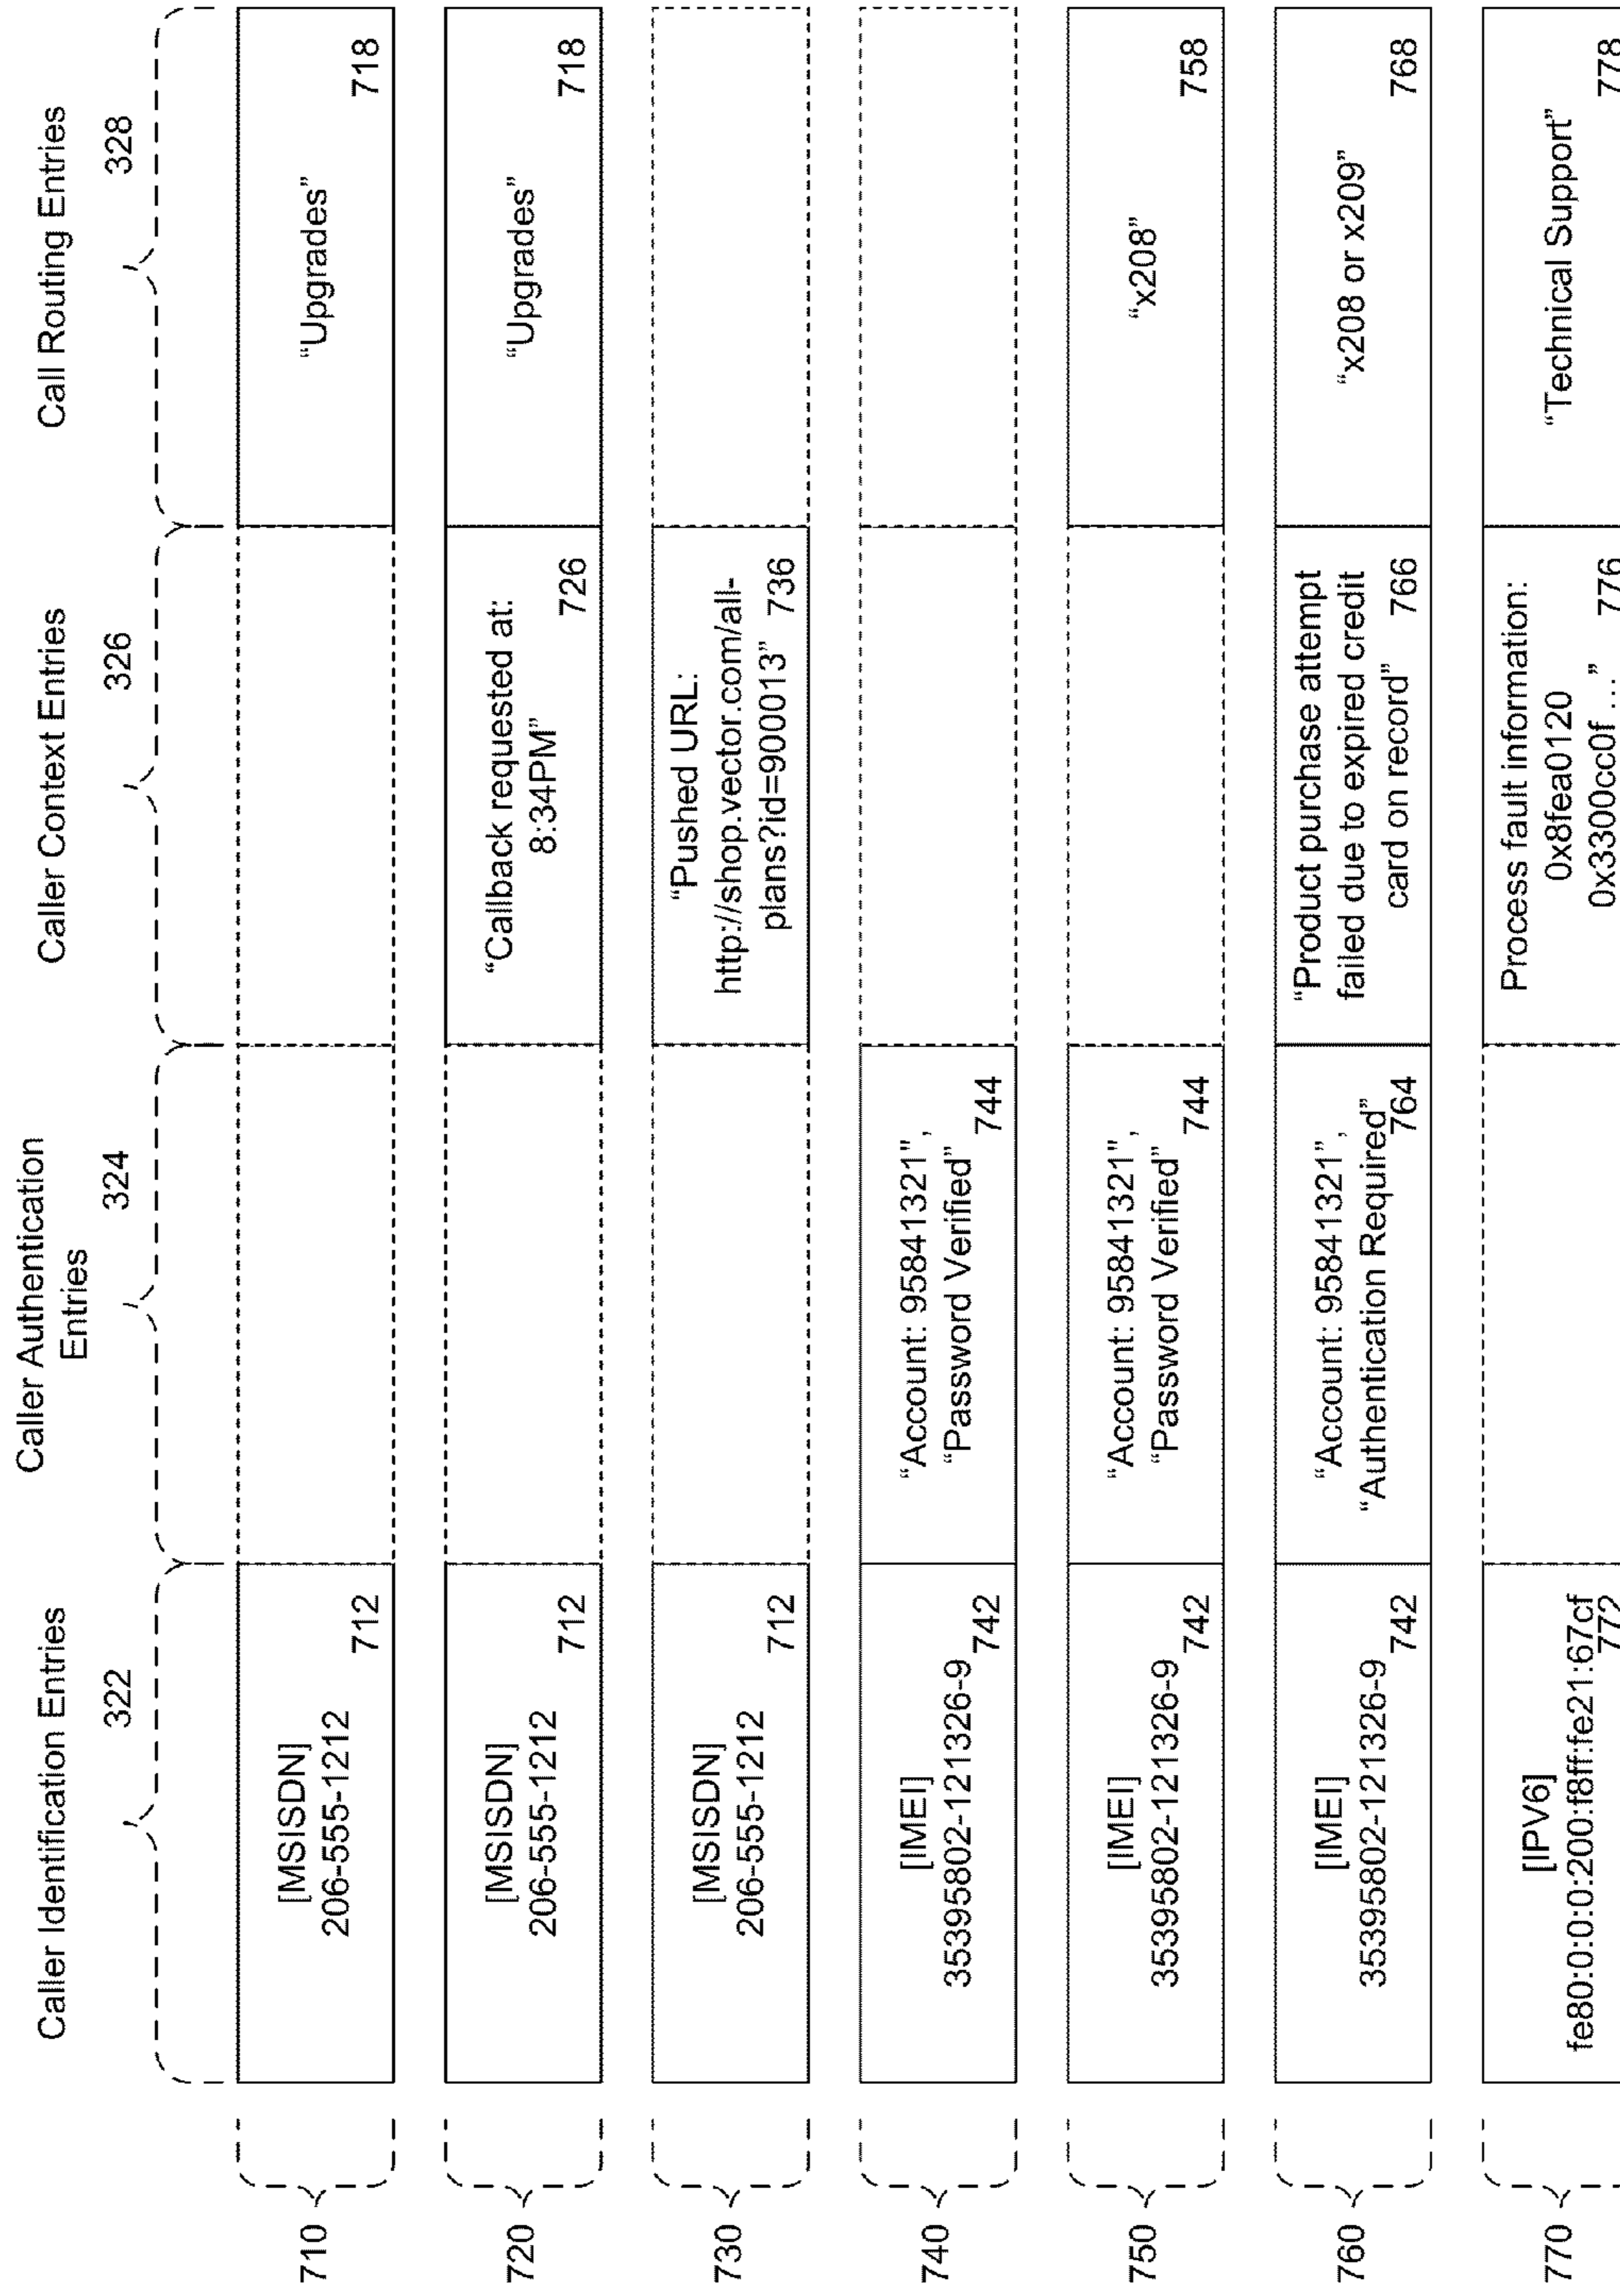 Caller Identification Entries
322
Caller Authentication
Entries
324
Caller Context Entries
326
Call Routing Entries
328
710
[MSISDN]
206-555-1212
712
“Upgrades”
718
720
[MSISDN]
206-555-1212
712
“Callback requested at:
8:34PM”
726
“Upgrades”
718
730
[MSISDN]
206-555-1212
712
“Pushed URL:
http://shop.vector.com/all-
plans?id=900013”
736
740
[IMEI]
35395802-121326-9
742
“Account: 95841321",
“Password Verified”
744
750
[IMEI]
35395802-121326-9
742
“Account: 95841321",
“Password Verified”
744
“x208”
758
760
[IMEI]
35395802-121326-9
742
“Account: 95841321”,
“Authentication Required”
764
“Product purchase attempt
failed due to expired credit
card on record”
766
“x208 or x209”
768
770
[IPV6]
fe80:0:0:0:200:f8ff:fe21:67cf
772
Process fault information:
0x8fea0120
0x3300cc0f ...”
776
“Technical Support”
778